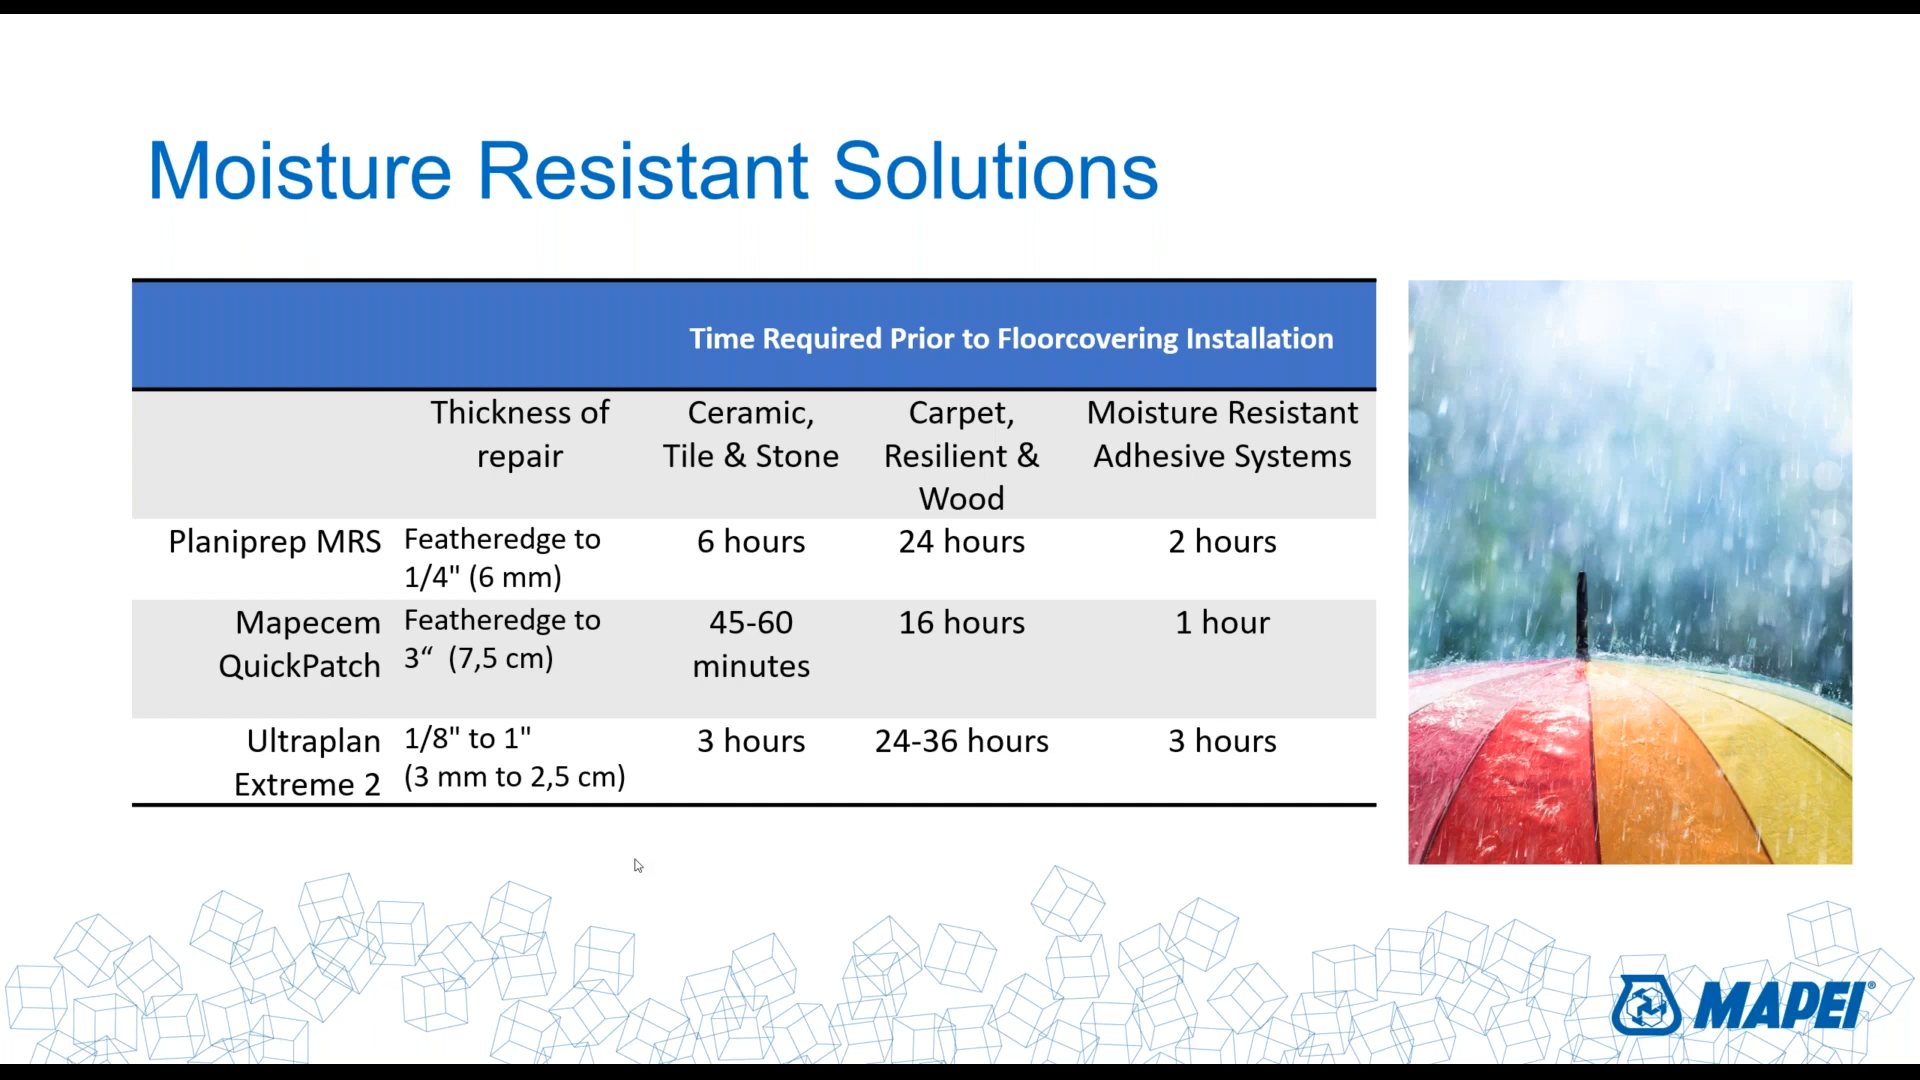 Moisture Resistant Solutions
Time Required Prior to Floorcovering Installation
Thickness of
repair
Ceramic,
Tile & Stone
Carpet,
Resilient &
Wood
Moisture Resistant
Adhesive Systems
Planiprep MRS
Featheredge to
1/4" (6 mm)
6 hours
24 hours
2 hours
Mapecem
QuickPatch
Featheredge to
3“ (7,5 cm)
45-60
minutes
16 hours
1 hour
Ultraplan
Extreme 2
1/8" to 1"
(3 mm to 2,5 cm)
3 hours
24-36 hours
3 hours
MAPEI®